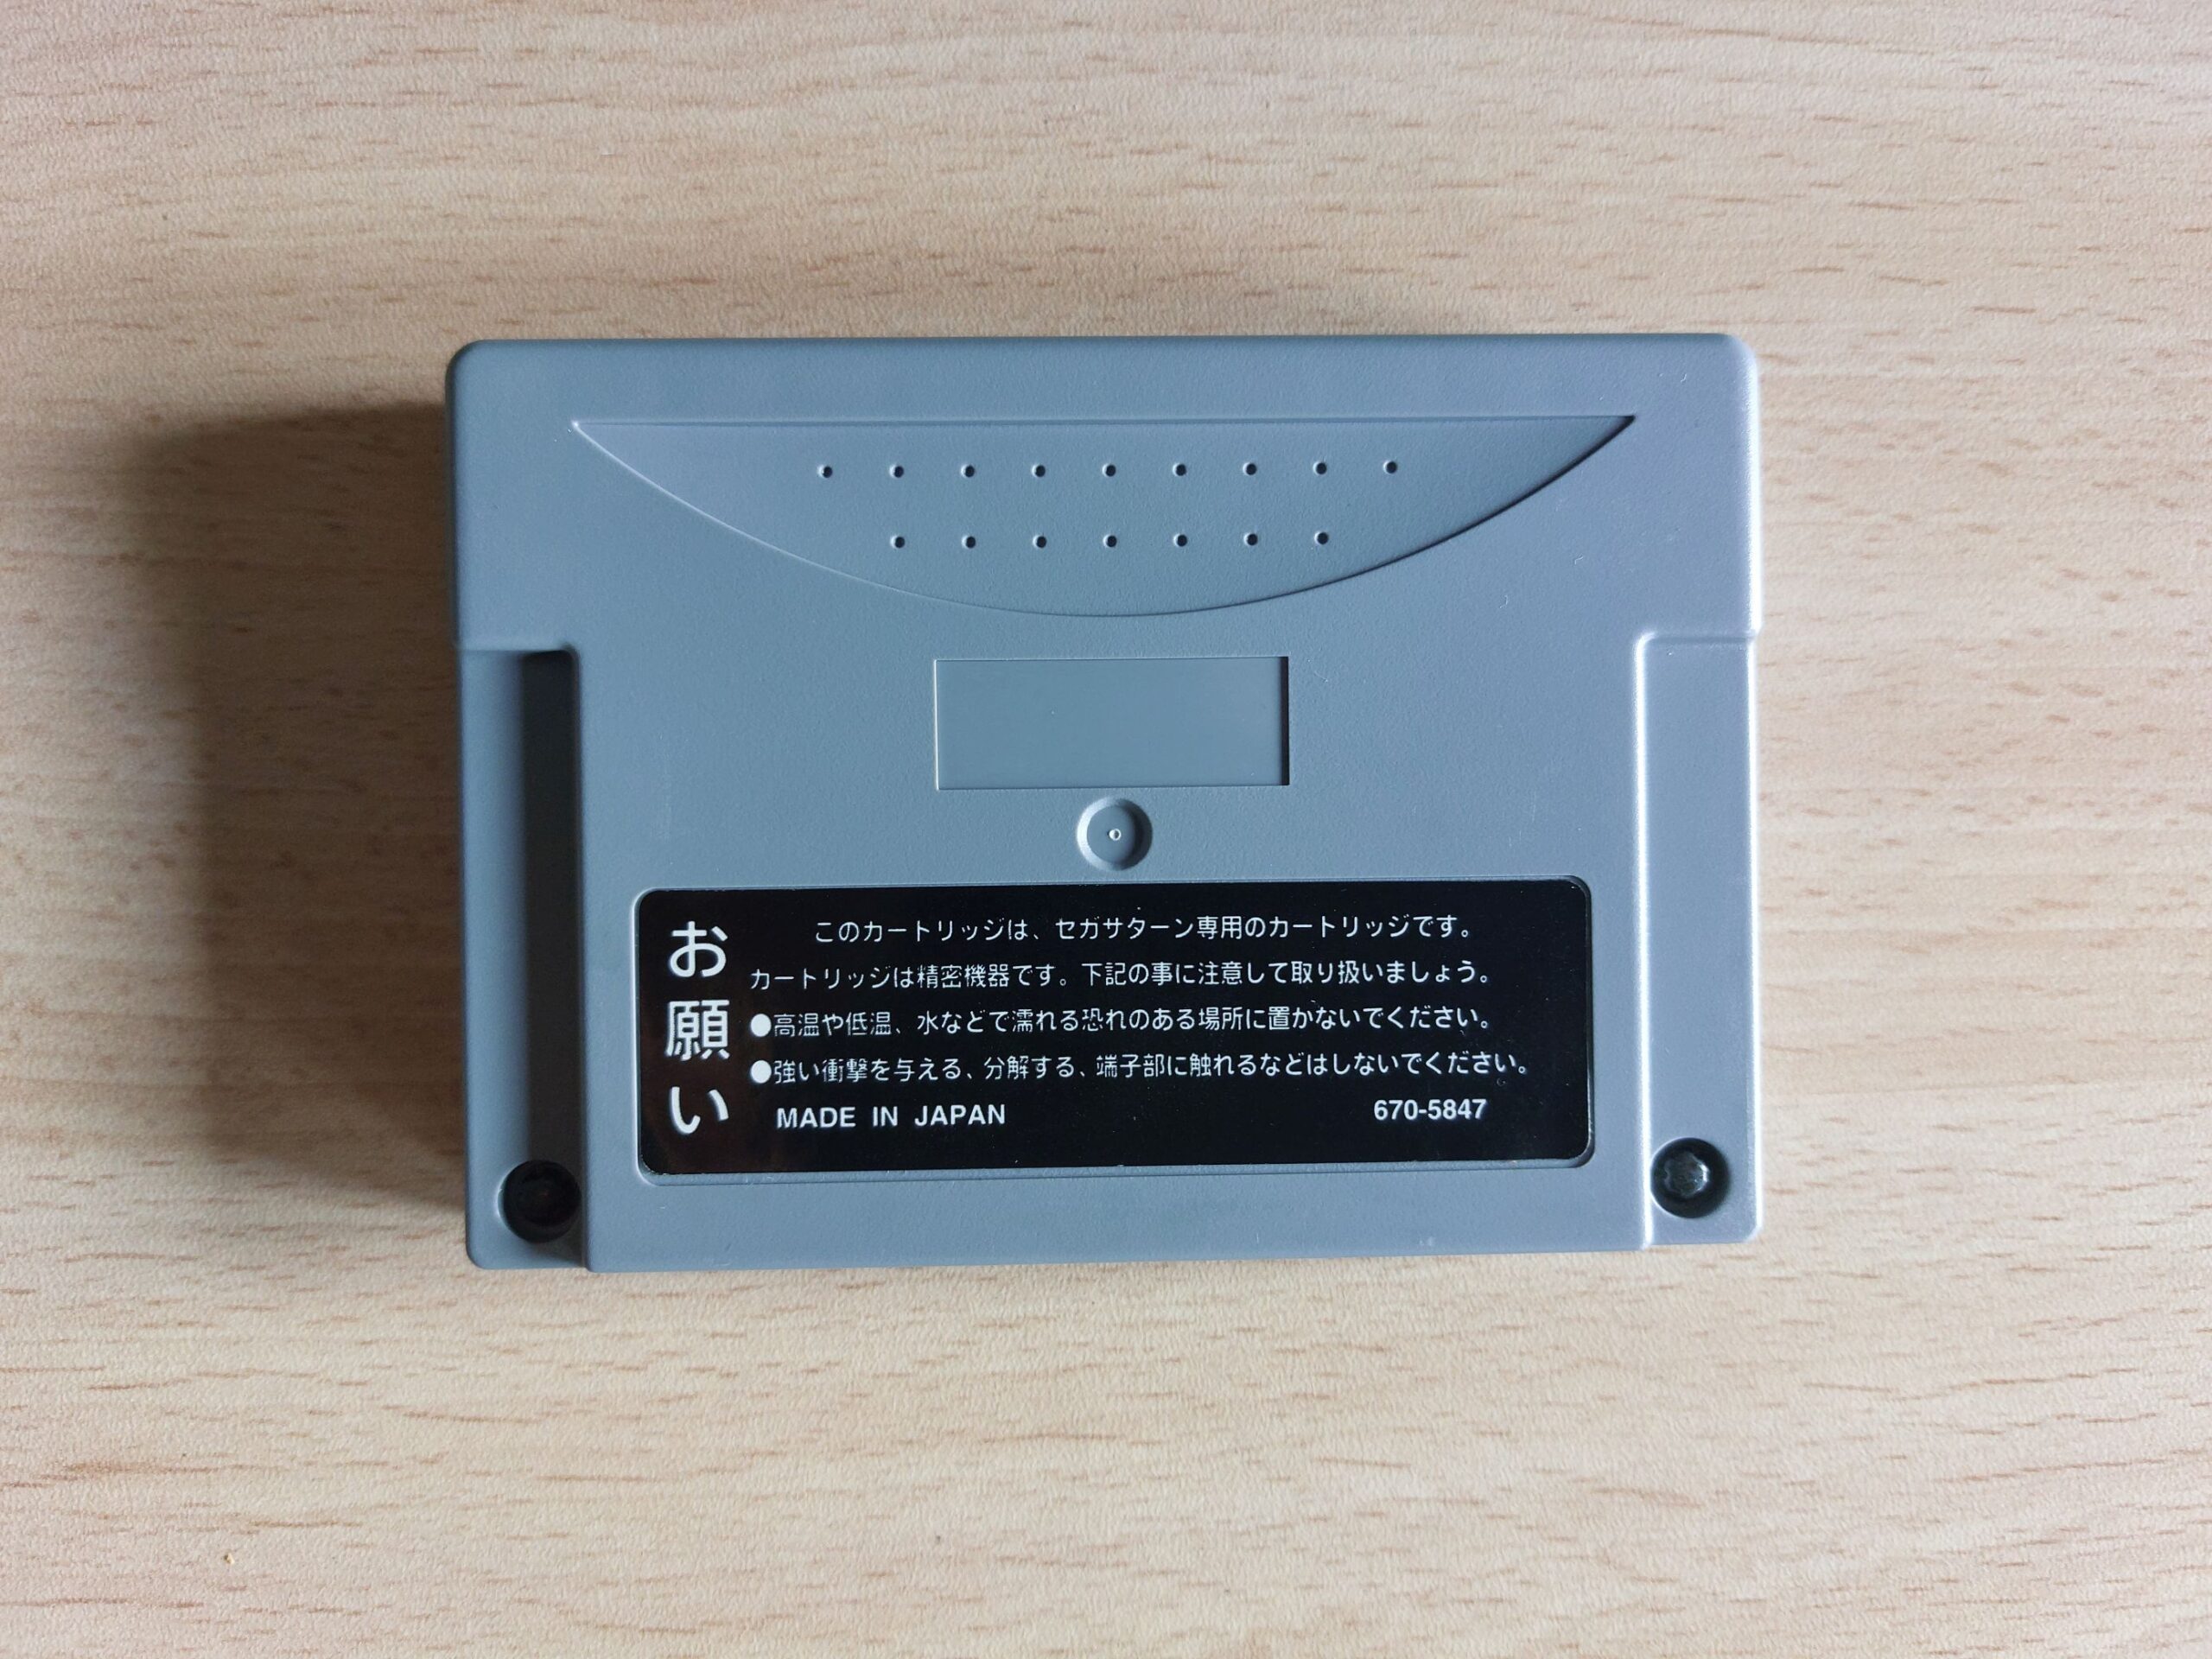 お願い
このカートリッジは、セガサターン専用のカートリッジです。
カートリッジは精密機器です。下記の事に注意して取り扱いましょう。
●高温や低温、水などで濡れる恐れのある場所に置かないでください。
●強い衝撃を与える、分解する、端子部に触れるなどはしないでください。
MADE IN JAPAN 670-5847